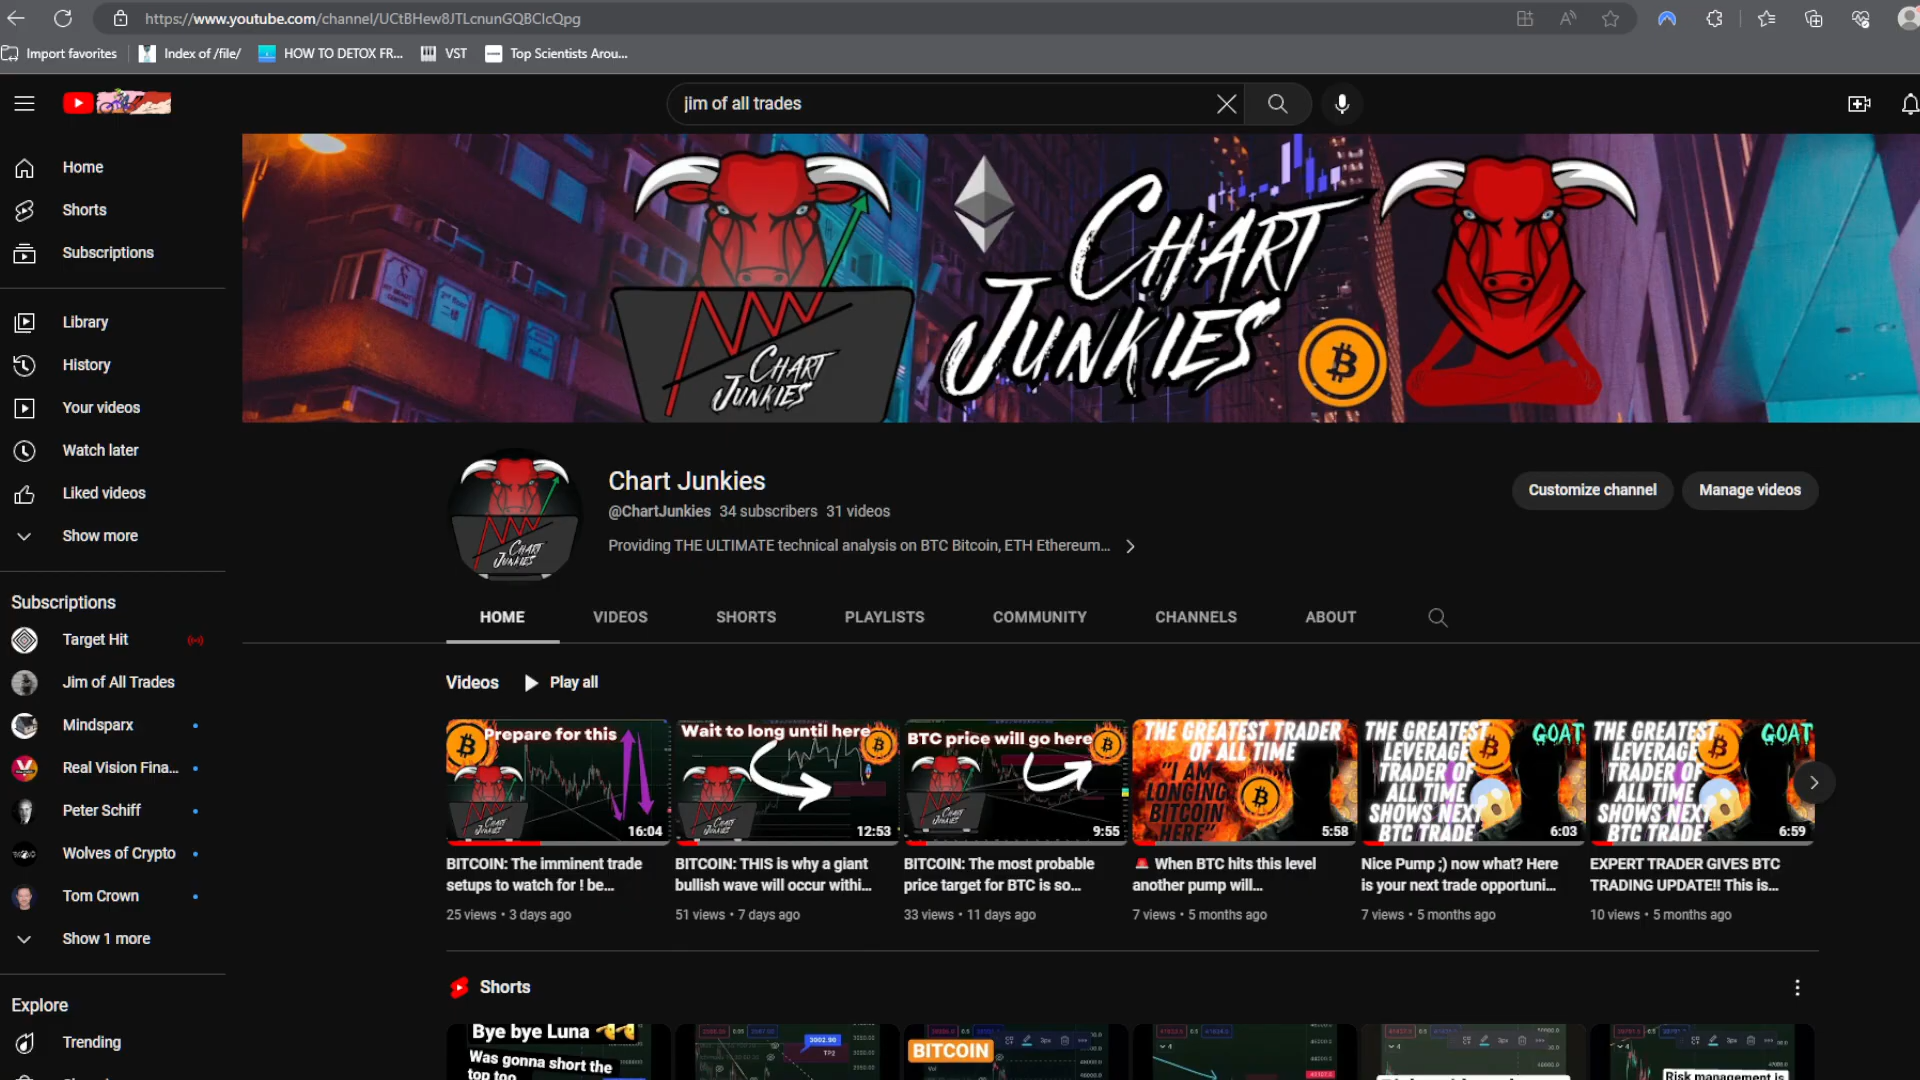 https://www.youtube.com/channel/UCtBHew8JTLcnunGQBClcQpg
Import favorites
Index of /file/
HOW TO DETOX FR...
VST
Top Scientists Arou...
jim of all trades
Home
Shorts
Subscriptions
Library
History
Your videos
Watch later
Liked videos
Show more
Subscriptions
Target Hit
Jim of All Trades
Mindsparx
Real Vision Fina...
Peter Schiff
Wolves of Crypto
Tom Crown
Show 1 more
Explore
Trending
CHART
JUNKIES
CHART
JUNKIES
Chart Junkies
@ChartJunkies 34 subscribers 31 videos
Providing THE ULTIMATE technical analysis on BTC Bitcoin, ETH Ethereum...
Customize channel
Manage videos
CHART
JUNKIES
HOME
VIDEOS
SHORTS
PLAYLISTS
COMMUNITY
CHANNELS
ABOUT
Videos
Play all
Prepare for this
CHART
JUNKIES
16:04
BITCOIN: The imminent trade
setups to watch for ! be...
25 views • 3 days ago
Wait to long until here
CHART
JUNKIES
12:53
BITCOIN: THIS is why a giant
bullish wave will occur withi...
51 views • 7 days ago
BTC price will go here
CHART
JUNKIES
9:55
BITCOIN: The most probable
price target for BTC is so...
33 views • 11 days ago
THE GREATEST TRADER
OF ALL TIME
"I AM
LONGING
BITCOIN
HERE"
5:58
🚨 When BTC hits this level
another pump will...
7 views • 5 months ago
THE GREATEST
LEVERAGE
TRADER OF
ALL TIME
SHOWS NEXT
BTC TRADE
GOAT
6:03
Nice Pump ;) now what? Here
is your next trade opportuni...
7 views • 5 months ago
THE GREATEST
LEVERAGE
TRADER OF
ALL TIME
SHOWS NEXT
BTC TRADE
GOAT
6:59
EXPERT TRADER GIVES BTC
TRADING UPDATE!! This is...
10 views • 5 months ago
Shorts
Bye bye Luna
Was gonna short the
top too
3002.90
TP2
BITCOIN
Risk management is